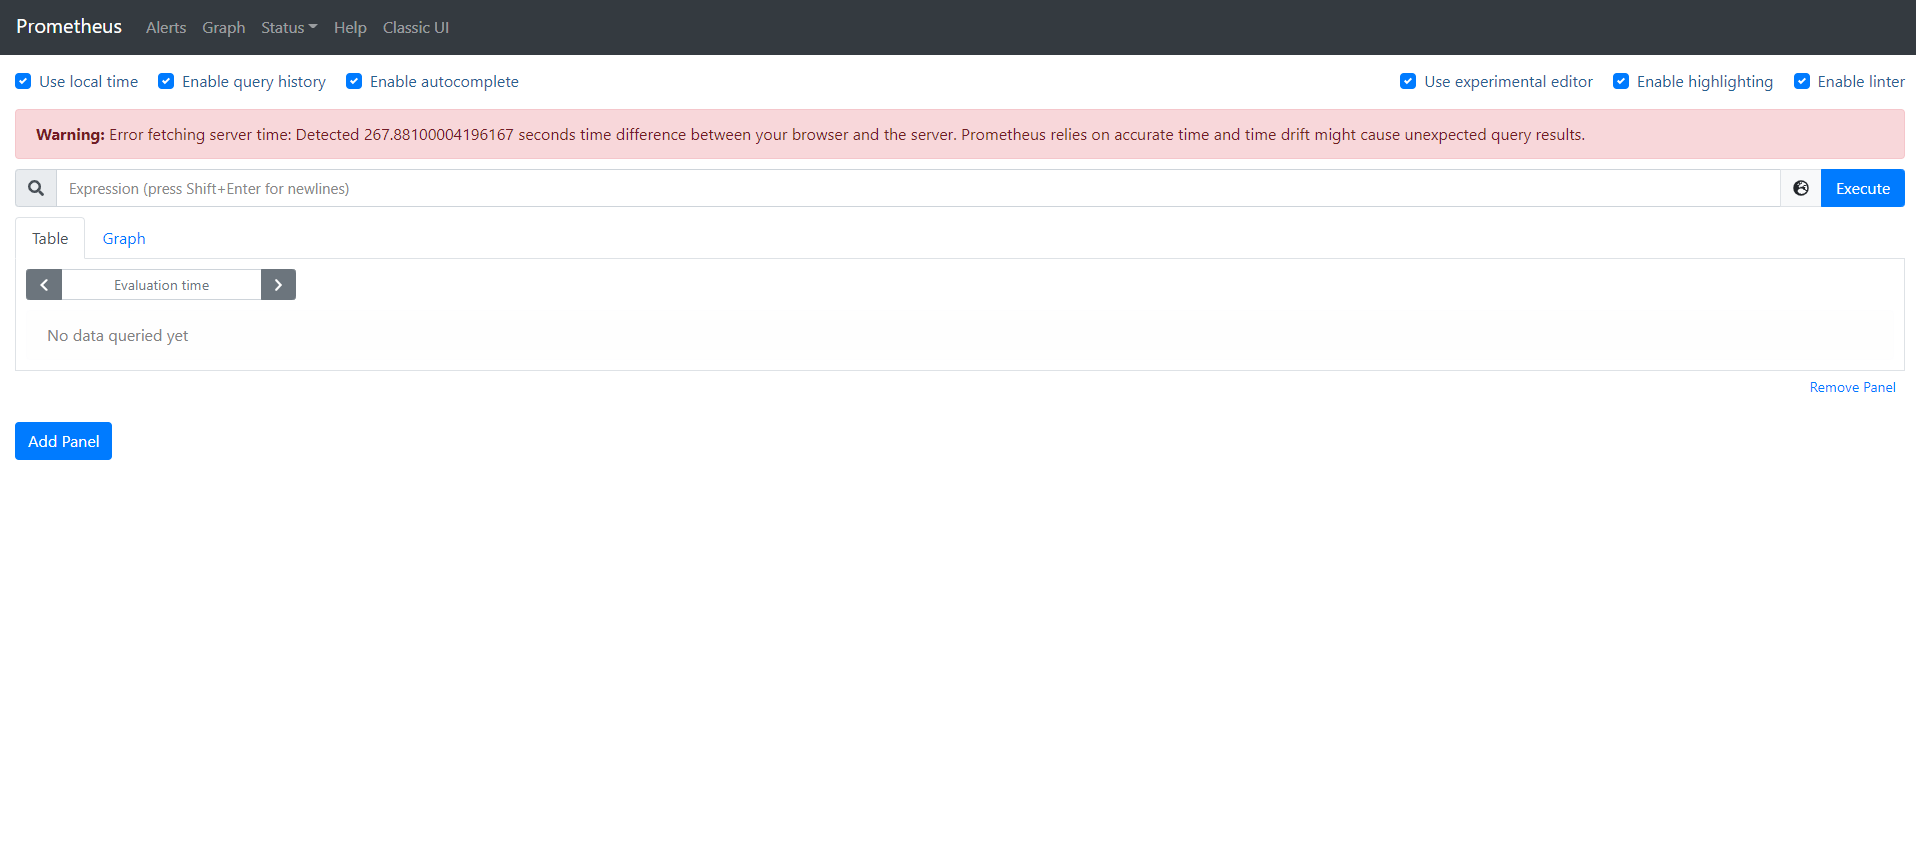 Prometheus Alerts Graph Status Help Classic UI
Use local time Enable query history Enable autocomplete Use experimental editor Enable highlighting Enable linter
Warning: Error fetching server time: Detected 267.88100004196167 seconds time difference between your browser and the server. Prometheus relies on accurate time and time drift might cause unexpected query results.
Expression (press Shift+Enter for newlines) Execute
Table Graph
Evaluation time
No data queried yet
Remove Panel
Add Panel